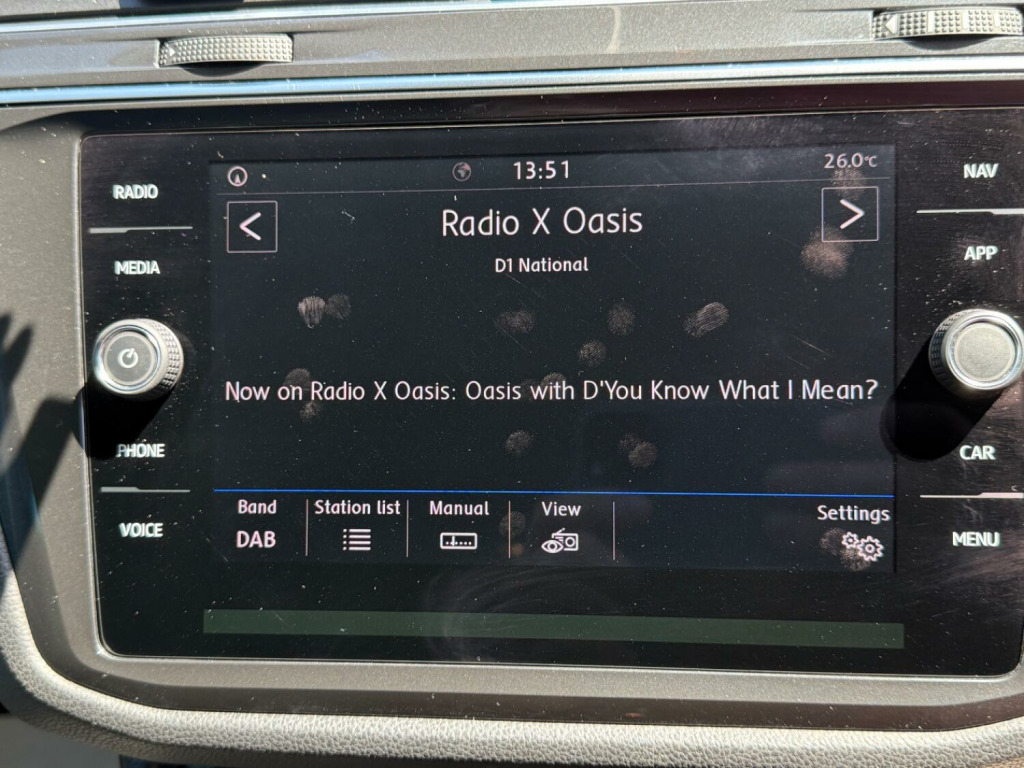 13:51
26.0°C
RADIO
NAV
Radio X Oasis
D1 National
MEDIA
APP
Now on Radio X Oasis: Oasis with D'You Know What I Mean?
PHONE
CAR
Band
Station list
Manual
View
Settings
DAB
VOICE
MENU